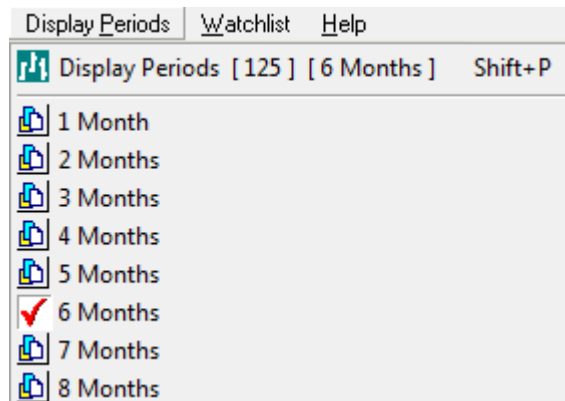 Display Periods Watchlist Help
Display Periods [ 125 ] [ 6 Months ] Shift+P
1 Month
2 Months
3 Months
4 Months
5 Months
6 Months
7 Months
8 Months